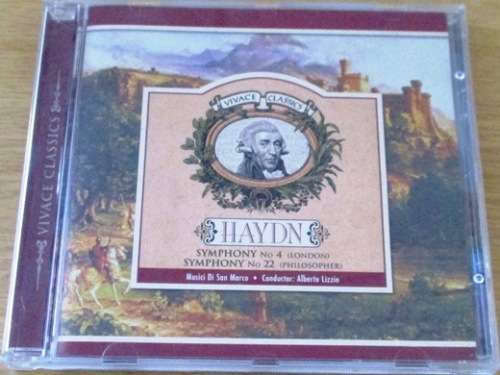 VIVACE CLASSICS
VIVACE CLASSICS
HAYDN
SYMPHONY No 4 (LONDON)
SYMPHONY No 22 (PHILOSOPHER)
Musici Di San Marco • Conductor: Alberto Lizzio